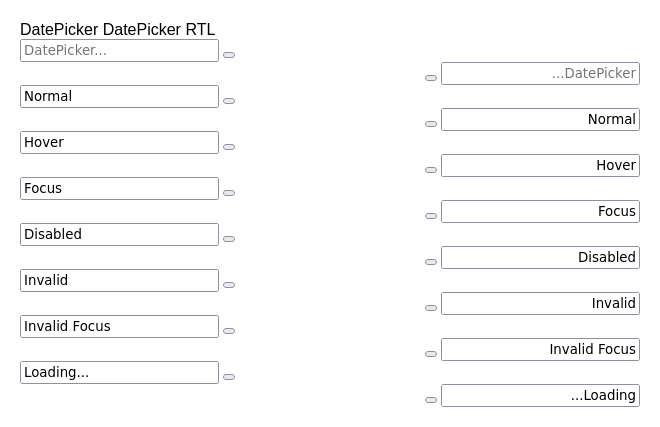 DatePicker DatePicker RTL
DatePicker...
Normal
Hover
Focus
Disabled
Invalid
Invalid Focus
Loading...
...DatePicker
Normal
Hover
Focus
Disabled
Invalid
Invalid Focus
...Loading